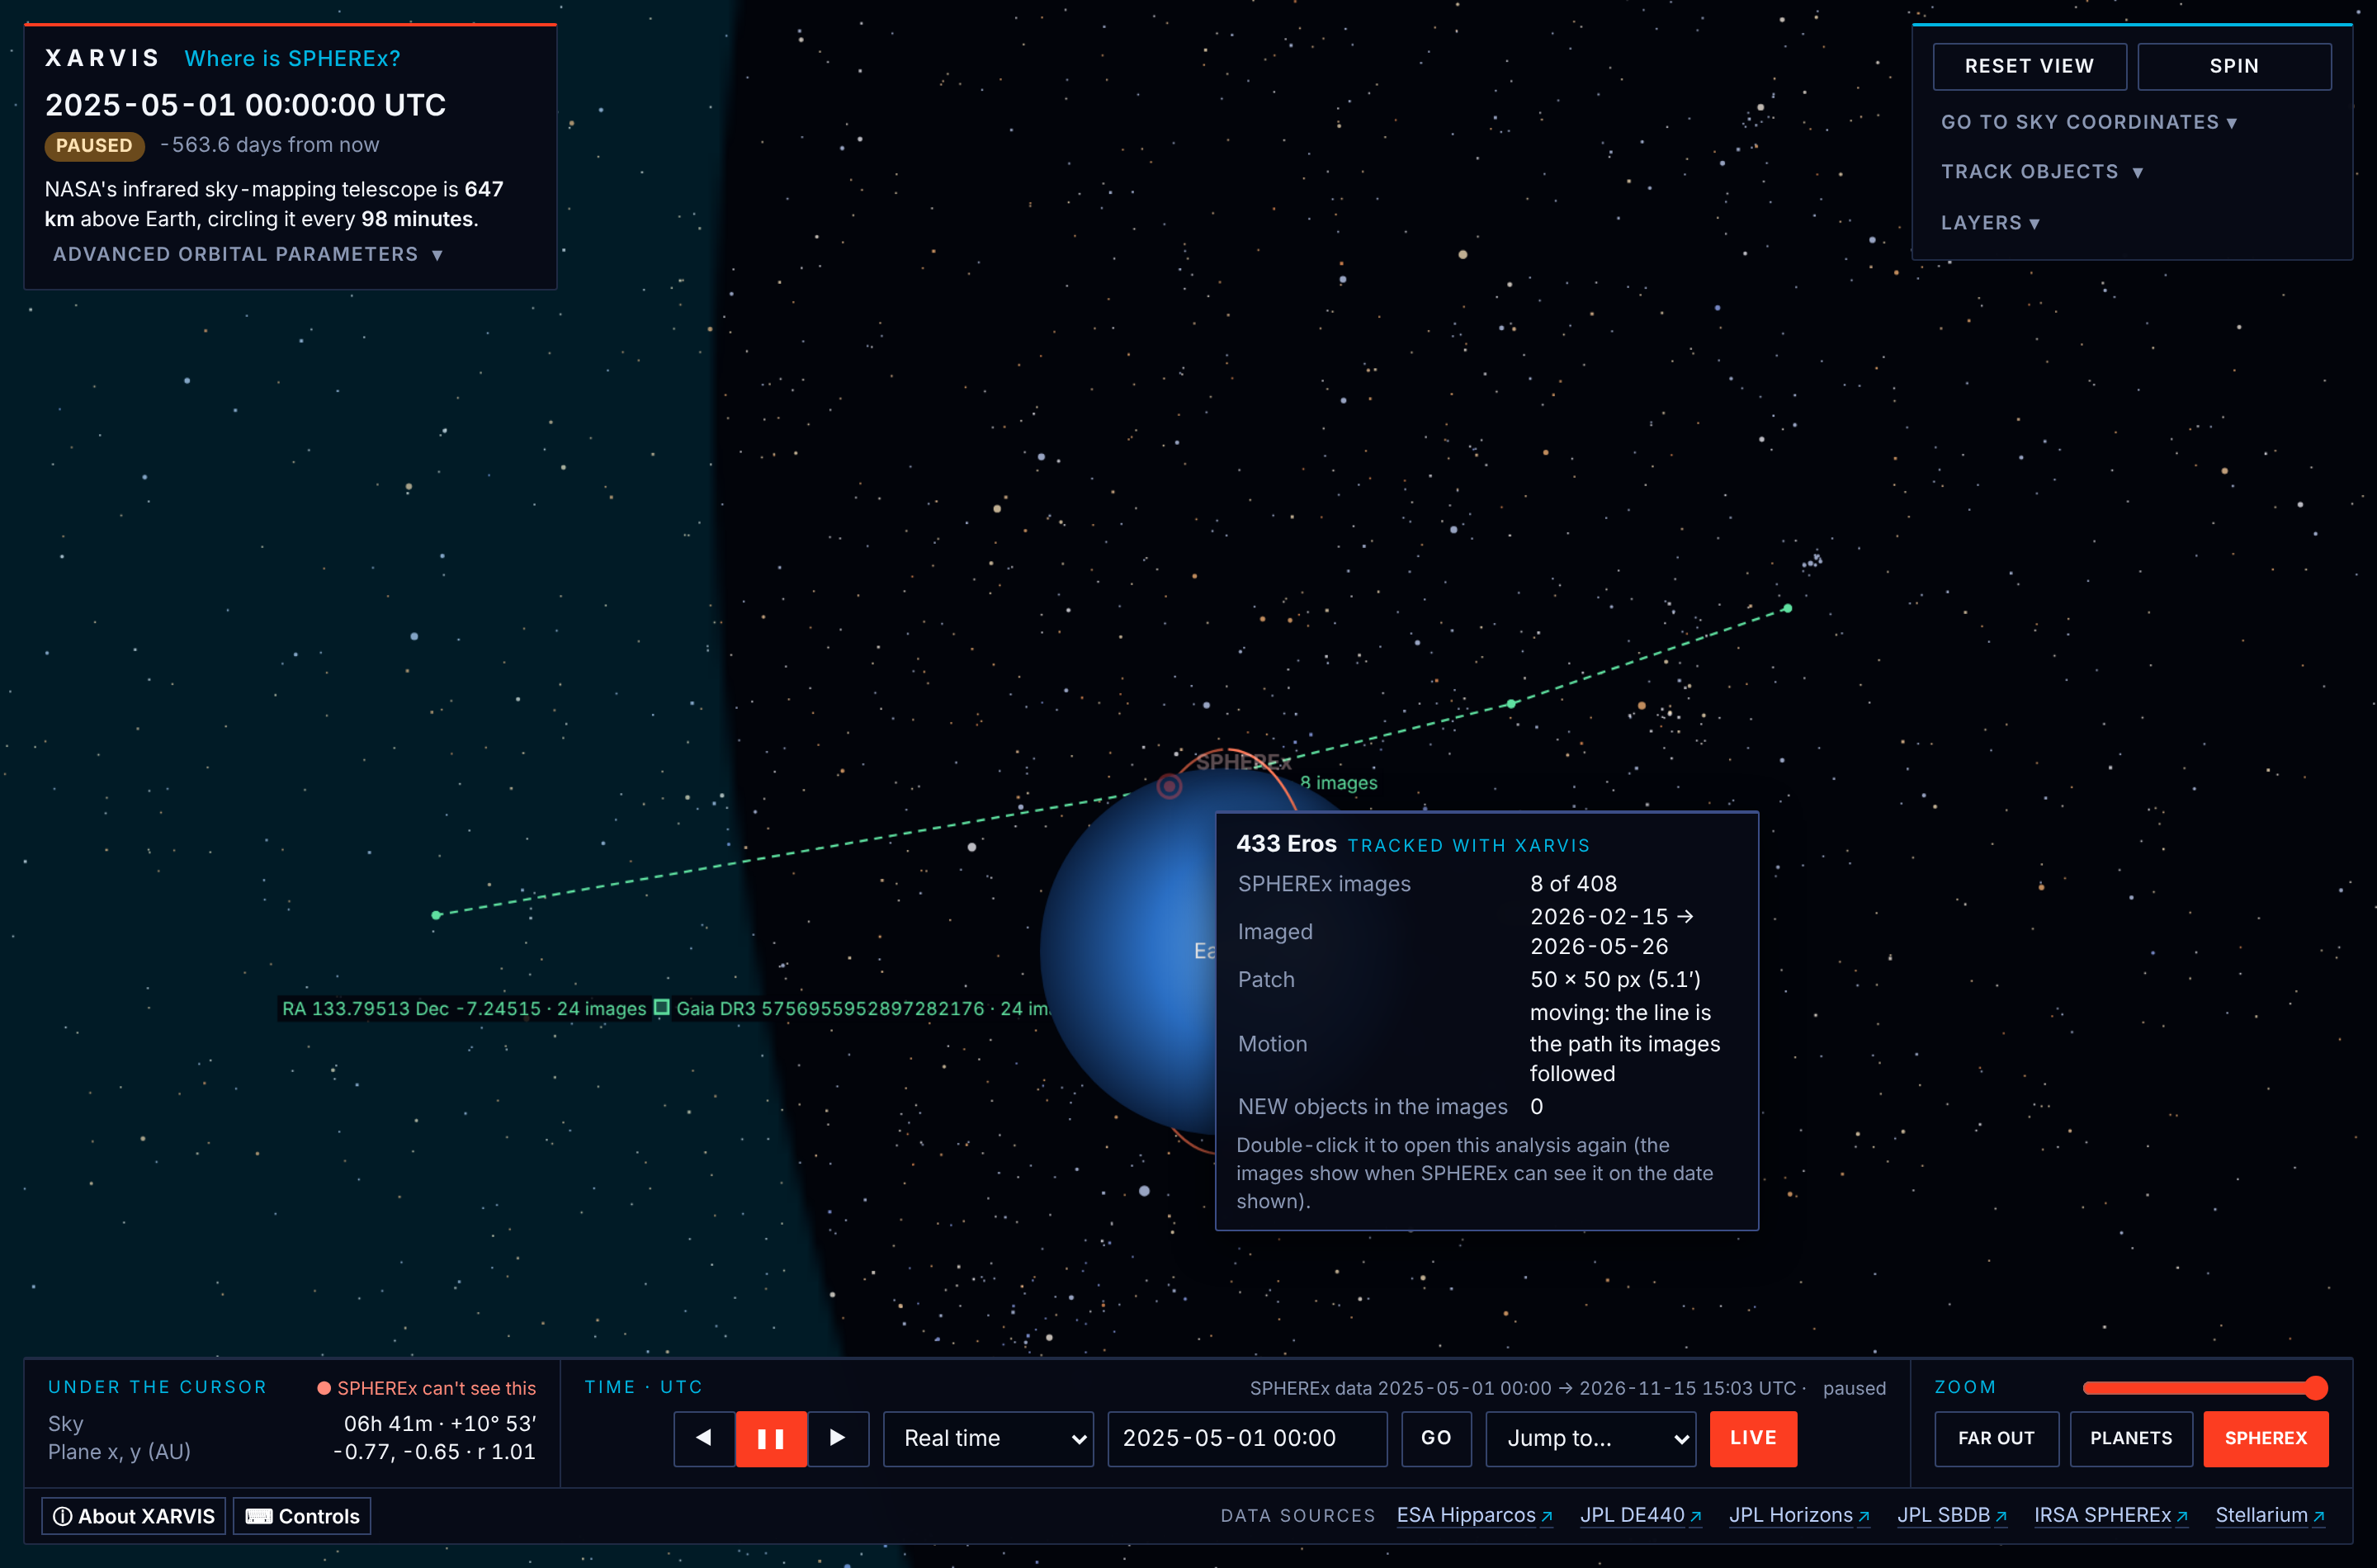 XARVIS Where is SPHEREx?
2025-05-01 00:00:00 UTC
PAUSED -563.6 days from now
NASA's infrared sky-mapping telescope is 647
km above Earth, circling it every 98 minutes.
ADVANCED ORBITAL PARAMETERS ▼
RESET VIEW SPIN
GO TO SKY COORDINATES ▼
TRACK OBJECTS ▼
LAYERS ▼
SPHEREx
8 images
433 Eros TRACKED WITH XARVIS
SPHEREx images 8 of 408
Imaged 2026-02-15 →
2026-05-26
Patch 50 × 50 px (5.1′)
Motion moving: the line is
the path its images
followed
NEW objects in the images 0
Double-click it to open this analysis again (the
images show when SPHEREx can see it on the date
shown).
Ea
RA 133.79513 Dec -7.24515 · 24 images Gaia DR3 5756955952897282176 · 24 im
UNDER THE CURSOR SPHEREx can't see this
Sky 06h 41m · +10° 53′
Plane x, y (AU) -0.77, -0.65 · r 1.01
TIME · UTC SPHEREx data 2025-05-01 00:00 → 2026-11-15 15:03 UTC · paused
Real time 2025-05-01 00:00 GO Jump to... LIVE
ZOOM
FAR OUT PLANETS SPHEREX
ⓘ About XARVIS ⌨ Controls
DATA SOURCES ESA Hipparcos ↗ JPL DE440 ↗ JPL Horizons ↗ JPL SBDB ↗ IRSA SPHEREx ↗ Stellarium ↗